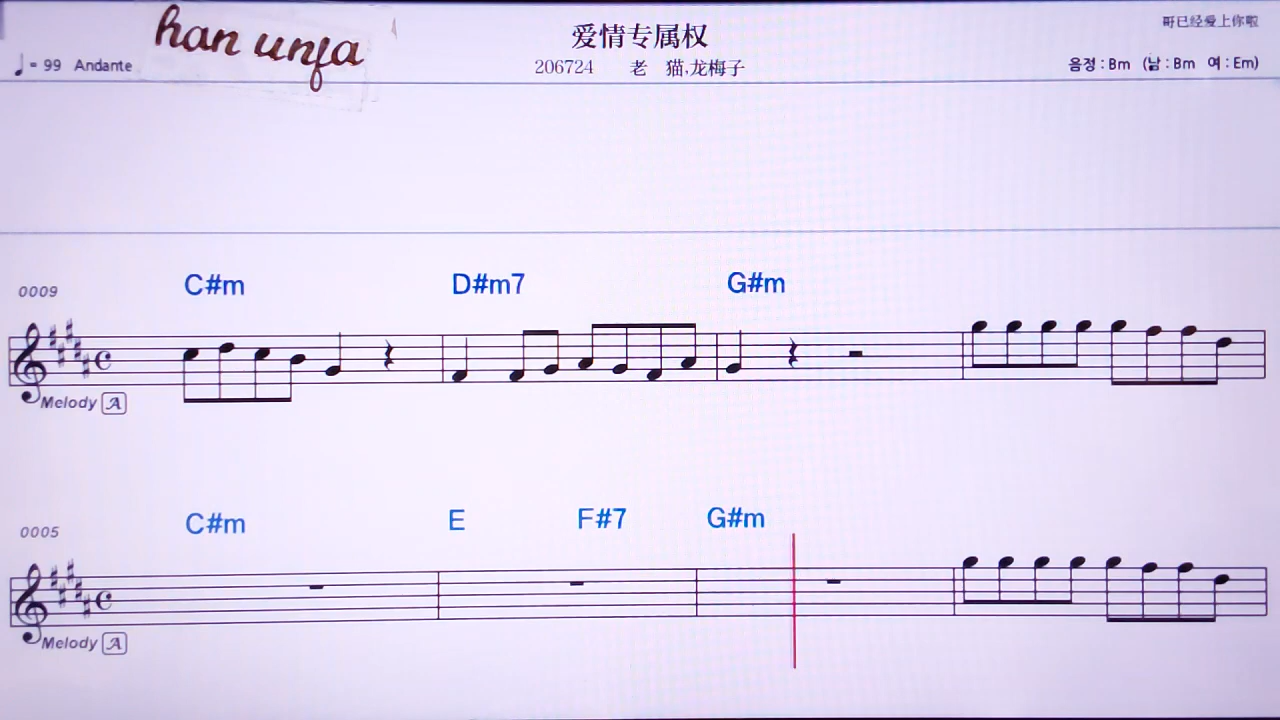 han unfa
爱情专属权
哥已经爱上你啦
♩= 99 Andante
206724 老 猫,龙梅子
음정 : Bm (남 : Bm 여 : Em)
0009
C#m D#m7 G#m
Melody A
0005
C#m E F#7 G#m
Melody A